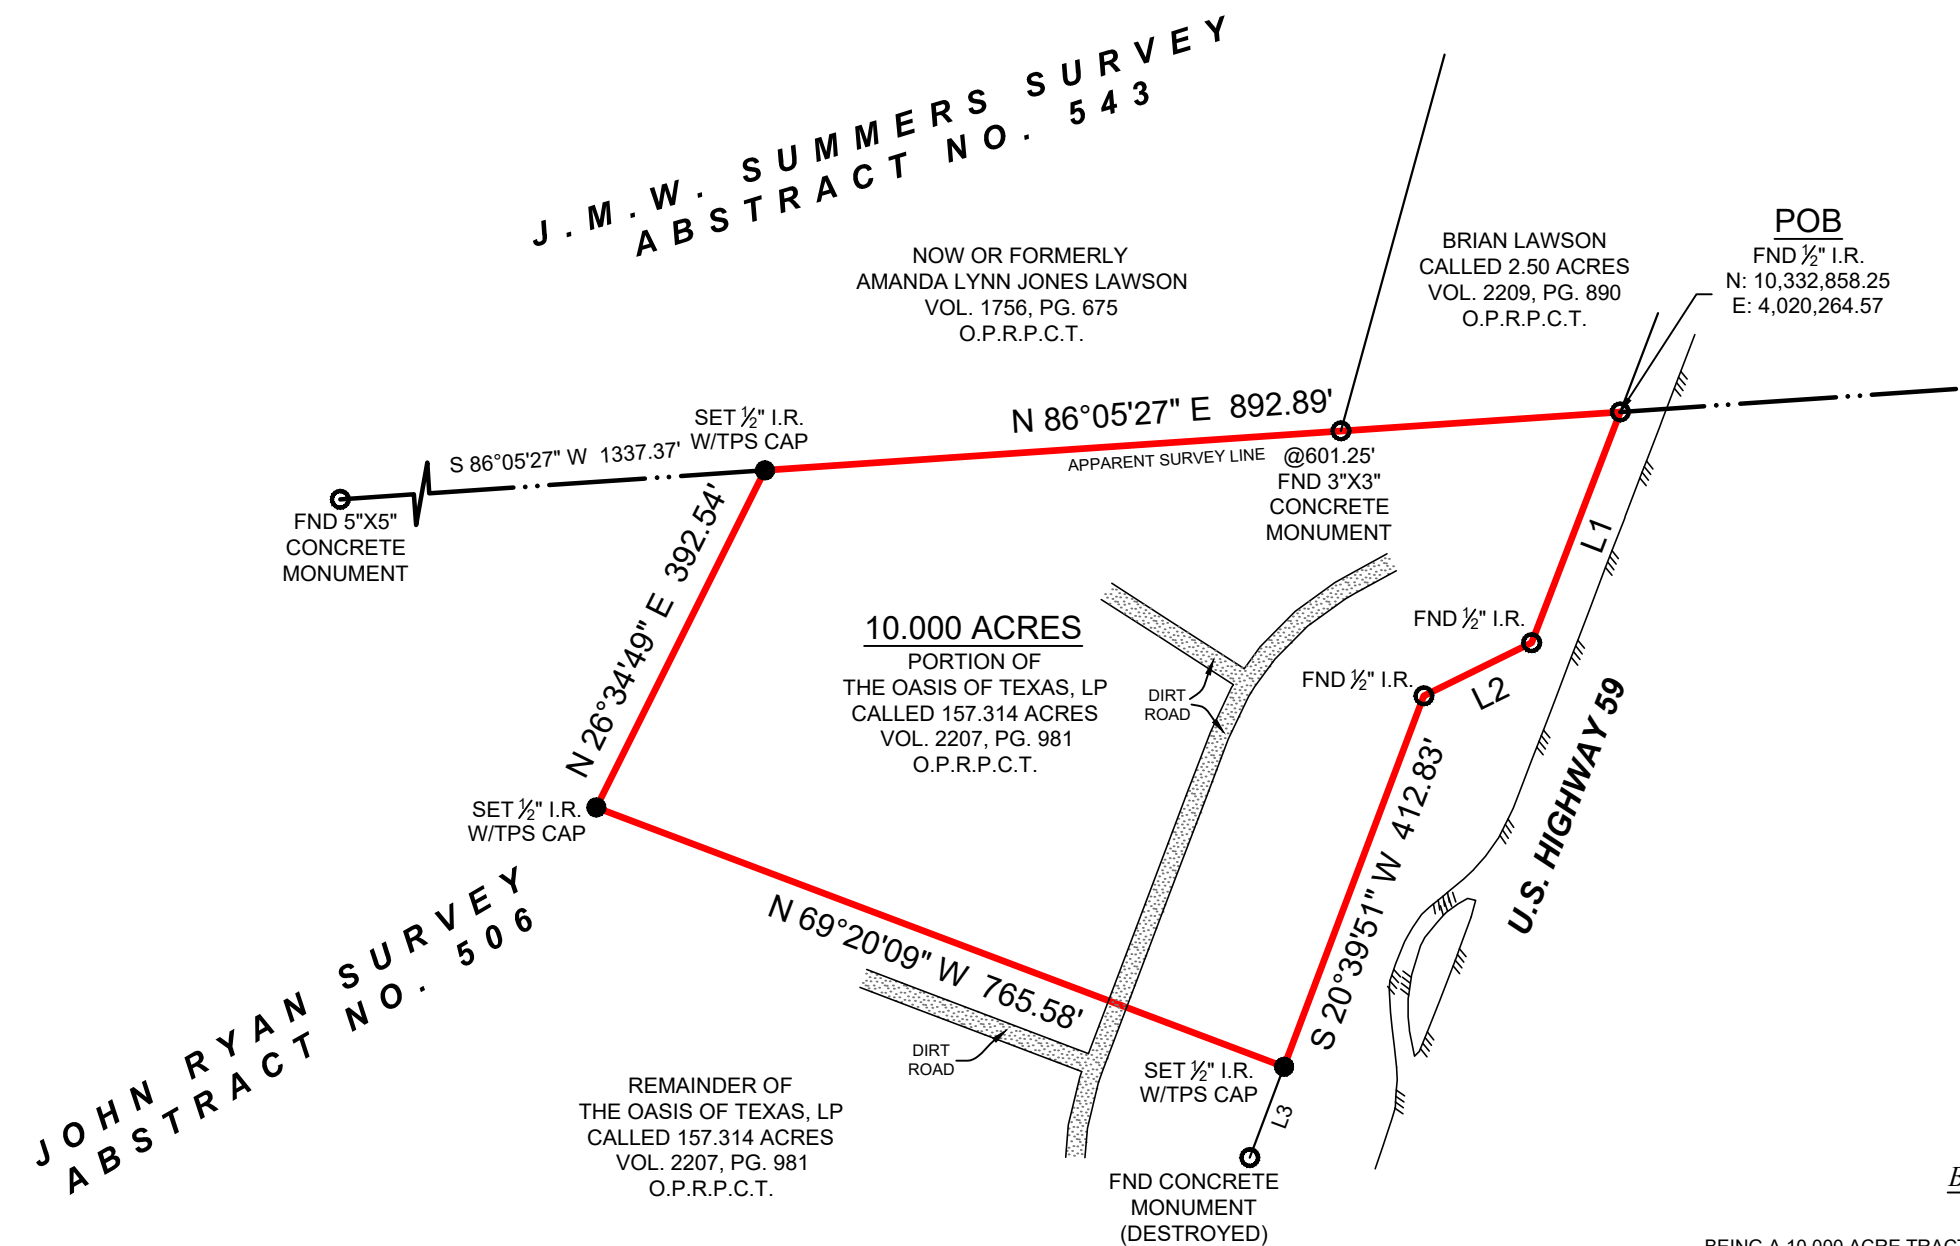 J.M.W. SUMMERS SURVEY
ABSTRACT NO. 543
NOW OR FORMERLY
AMANDA LYNN JONES LAWSON
VOL. 1756, PG. 675
O.P.R.P.C.T.
BRIAN LAWSON
CALLED 2.50 ACRES
VOL. 2209, PG. 890
O.P.R.P.C.T.
POB
FND ½" I.R.
N: 10,332,858.25
E: 4,020,264.57
SET ½" I.R.
W/TPS CAP
N 86°05'27" E 892.89'
S 86°05'27" W 1337.37'
APPARENT SURVEY LINE
@601.25'
FND 3"X3"
CONCRETE
MONUMENT
FND 5"X5"
CONCRETE
MONUMENT
N 26°34'49" E 392.54'
L1
10.000 ACRES
PORTION OF
THE OASIS OF TEXAS, LP
CALLED 157.314 ACRES
VOL. 2207, PG. 981
O.P.R.P.C.T.
DIRT
ROAD
FND ½" I.R.
FND ½" I.R.
L2
U.S. HIGHWAY 59
SET ½" I.R.
W/TPS CAP
S 20°39'51" W 412.83'
N 69°20'09" W 765.58'
JOHN RYAN SURVEY
ABSTRACT NO. 506
DIRT
ROAD
SET ½" I.R.
W/TPS CAP
L3
REMAINDER OF
THE OASIS OF TEXAS, LP
CALLED 157.314 ACRES
VOL. 2207, PG. 981
O.P.R.P.C.T.
FND CONCRETE
MONUMENT
(DESTROYED)